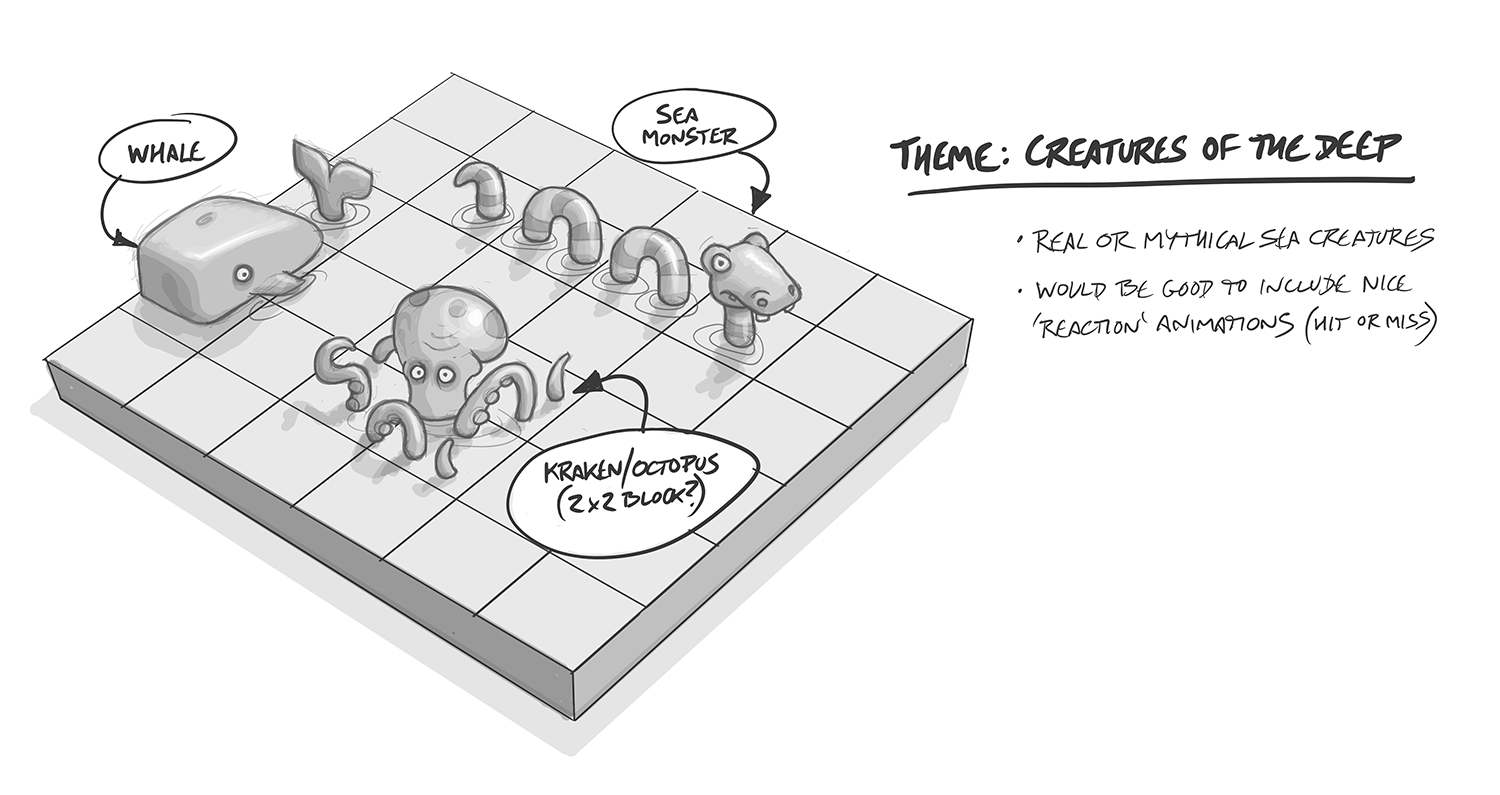 WHALE
SEA
MONSTER
KRAKEN/OCTOPUS
(2x2 BLOCK?)
THEME: CREATURES OF THE DEEP
• REAL OR MYTHICAL SEA CREATURES
• WOULD BE GOOD TO INCLUDE NICE
'REACTION' ANIMATIONS (HIT OR MISS)